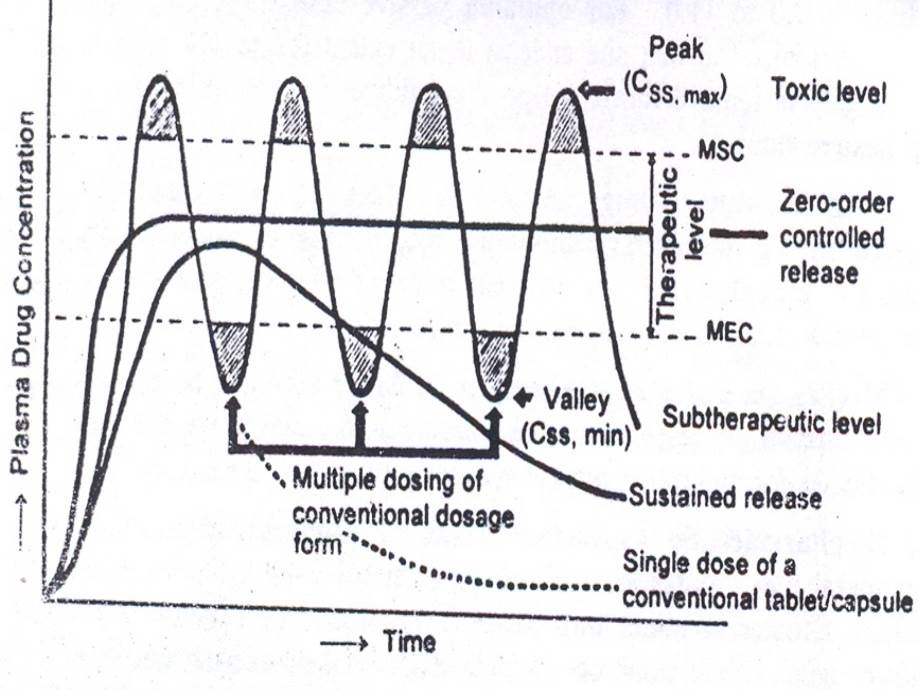 Peak
(C SS, max)
Toxic level
MSC
Therapeutic
level
Zero-order
controlled
release
MEC
Valley
(Css, min)
Subtherapeutic level
Multiple dosing of
conventional dosage
form
Sustained release
Single dose of a
conventional tablet/capsule
Plasma Drug Concentration
Time